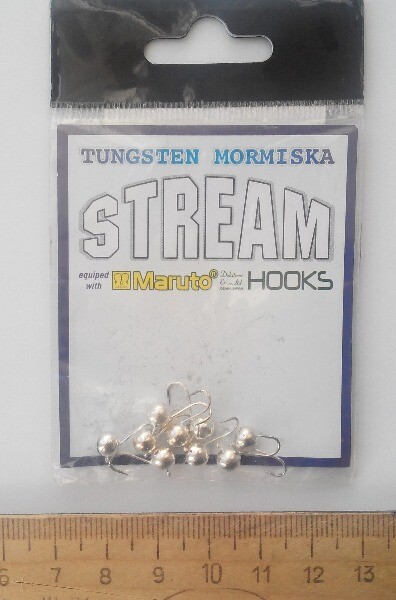 TUNGSTEN MORMISKA
STREAM
equiped with Maruto® HOOKS
6 7 8 9 10 11 12 13